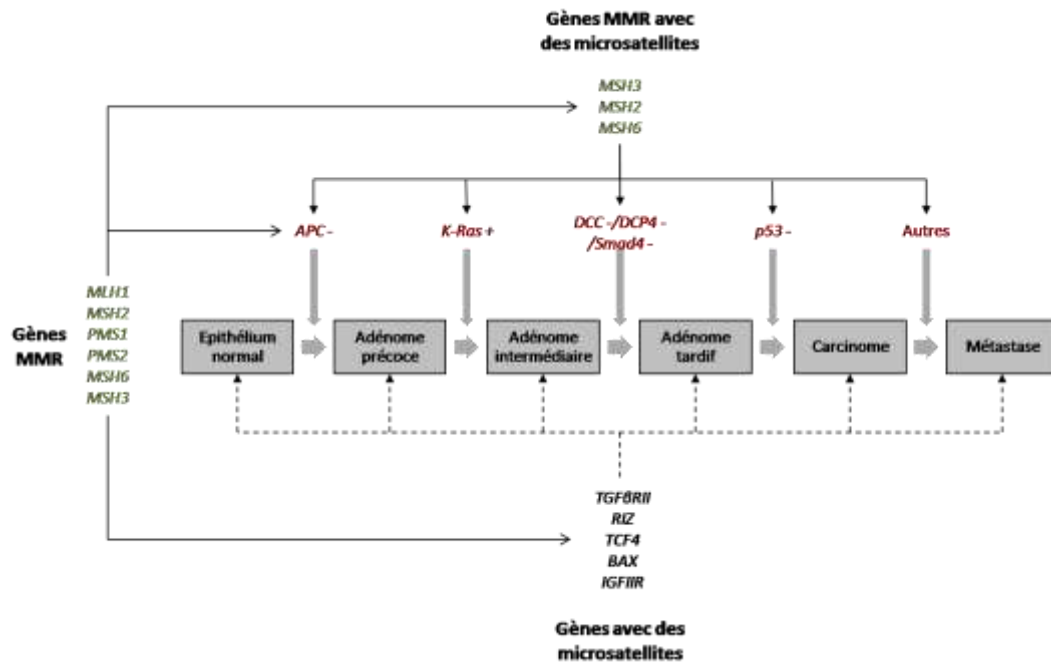 Gènes MMR avec
des microsatellites
MSH3
MSH2
MSH6
APC -
K-Ras +
DCC -/DCP4 -
/Smad4 -
p53 -
Autres
Gènes
MMR
MLH1
MSH2
PMS1
PMS2
MSH6
MSH3
Epithélium
normal
Adénome
précoce
Adénome
intermédiaire
Adénome
tardif
Carcinome
Métastase
TGFβRII
RIZ
TCF4
BAX
IGFIIR
Gènes avec des
microsatellites